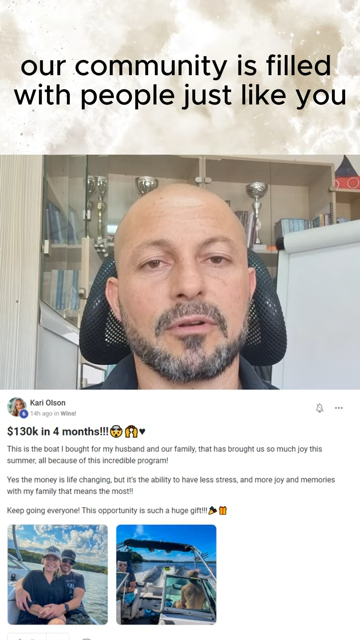 our community is filled
with people just like you
Kari Olson
14h ago in Wins!
$130k in 4 months!!!🤯🙌♥
This is the boat I bought for my husband and our family, that has brought us so much joy this
summer, all because of this incredible program!
Yes the money is life changing, but it's the ability to have less stress, and more joy and memories
with my family that means the most!!
Keep going everyone! This opportunity is such a huge gift!!!🎉🎁